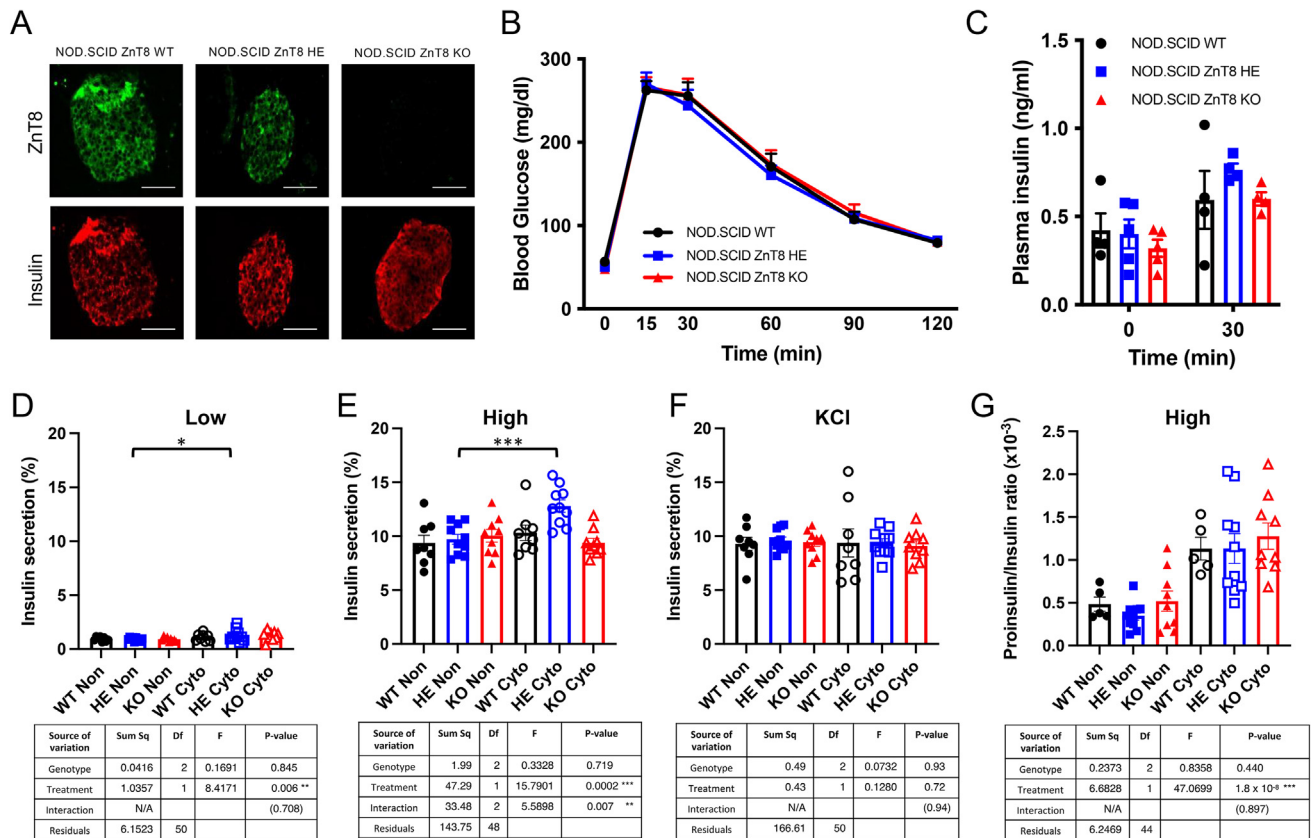 A
NOD.SCID ZnT8 WT
NOD.SCID ZnT8 HE
NOD.SCID ZnT8 KO
ZnT8
Insulin
B
Blood Glucose (mg/dl)
300
200
100
0
NOD.SCID WT
NOD.SCID ZnT8 HE
NOD.SCID ZnT8 KO
0 15 30 60 90 120
Time (min)
C
Plasma insulin (ng/ml)
1.5
1.0
0.5
0.0
NOD.SCID WT
NOD.SCID ZnT8 HE
NOD.SCID ZnT8 KO
0 30
Time (min)
D
Low
Insulin secretion (%)
20
15
10
5
0
*
WT Non
HE Non
KO Non
WT Cyto
HE Cyto
KO Cyto
Source of variation Sum Sq Df F P-value
Genotype 0.0416 2 0.1691 0.845
Treatment 1.0357 1 8.4171 0.006 **
Interaction N/A (0.708)
Residuals 6.1523 50
E
High
Insulin secretion (%)
20
15
10
5
0
***
WT Non
HE Non
KO Non
WT Cyto
HE Cyto
KO Cyto
Source of variation Sum Sq Df F P-value
Genotype 1.99 2 0.3328 0.719
Treatment 47.29 1 15.7901 0.0002 ***
Interaction 33.48 2 5.5898 0.007 **
Residuals 143.75 48
F
KCl
Insulin secretion (%)
20
15
10
5
0
WT Non
HE Non
KO Non
WT Cyto
HE Cyto
KO Cyto
Source of variation Sum Sq Df F P-value
Genotype 0.49 2 0.0732 0.93
Treatment 0.43 1 0.1280 0.72
Interaction N/A (0.94)
Residuals 166.61 50
G
High
Proinsulin/Insulin ratio (x10⁻³)
2.5
2.0
1.5
1.0
0.5
0.0
WT Non
HE Non
KO Non
WT Cyto
HE Cyto
KO Cyto
Source of variation Sum Sq Df F P-value
Genotype 0.2373 2 0.8358 0.440
Treatment 6.6828 1 47.0699 1.8 x 10⁻⁸ ***
Interaction N/A (0.897)
Residuals 6.2469 44